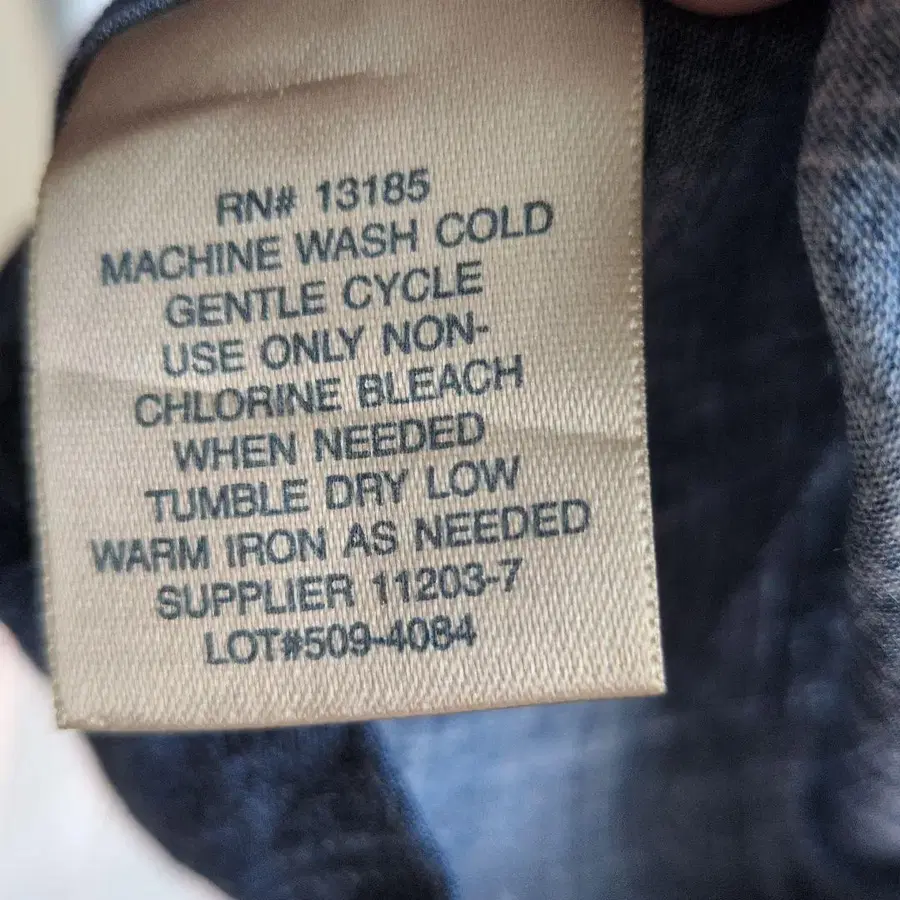 RN# 13185
MACHINE WASH COLD
GENTLE CYCLE
USE ONLY NON-
CHLORINE BLEACH
WHEN NEEDED
TUMBLE DRY LOW
WARM IRON AS NEEDED
SUPPLIER 11203-7
LOT#509-4084